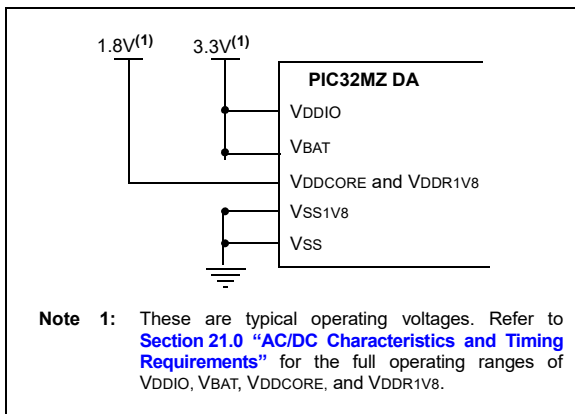 1.8V(1) 3.3V(1)
PIC32MZ DA
VDDIO
VBAT
VDDCORE and VDDR1V8
VSS1V8
VSS
Note 1: These are typical operating voltages. Refer to
Section 21.0 “AC/DC Characteristics and Timing
Requirements” for the full operating ranges of
VDDIO, VBAT, VDDCORE, and VDDR1V8.